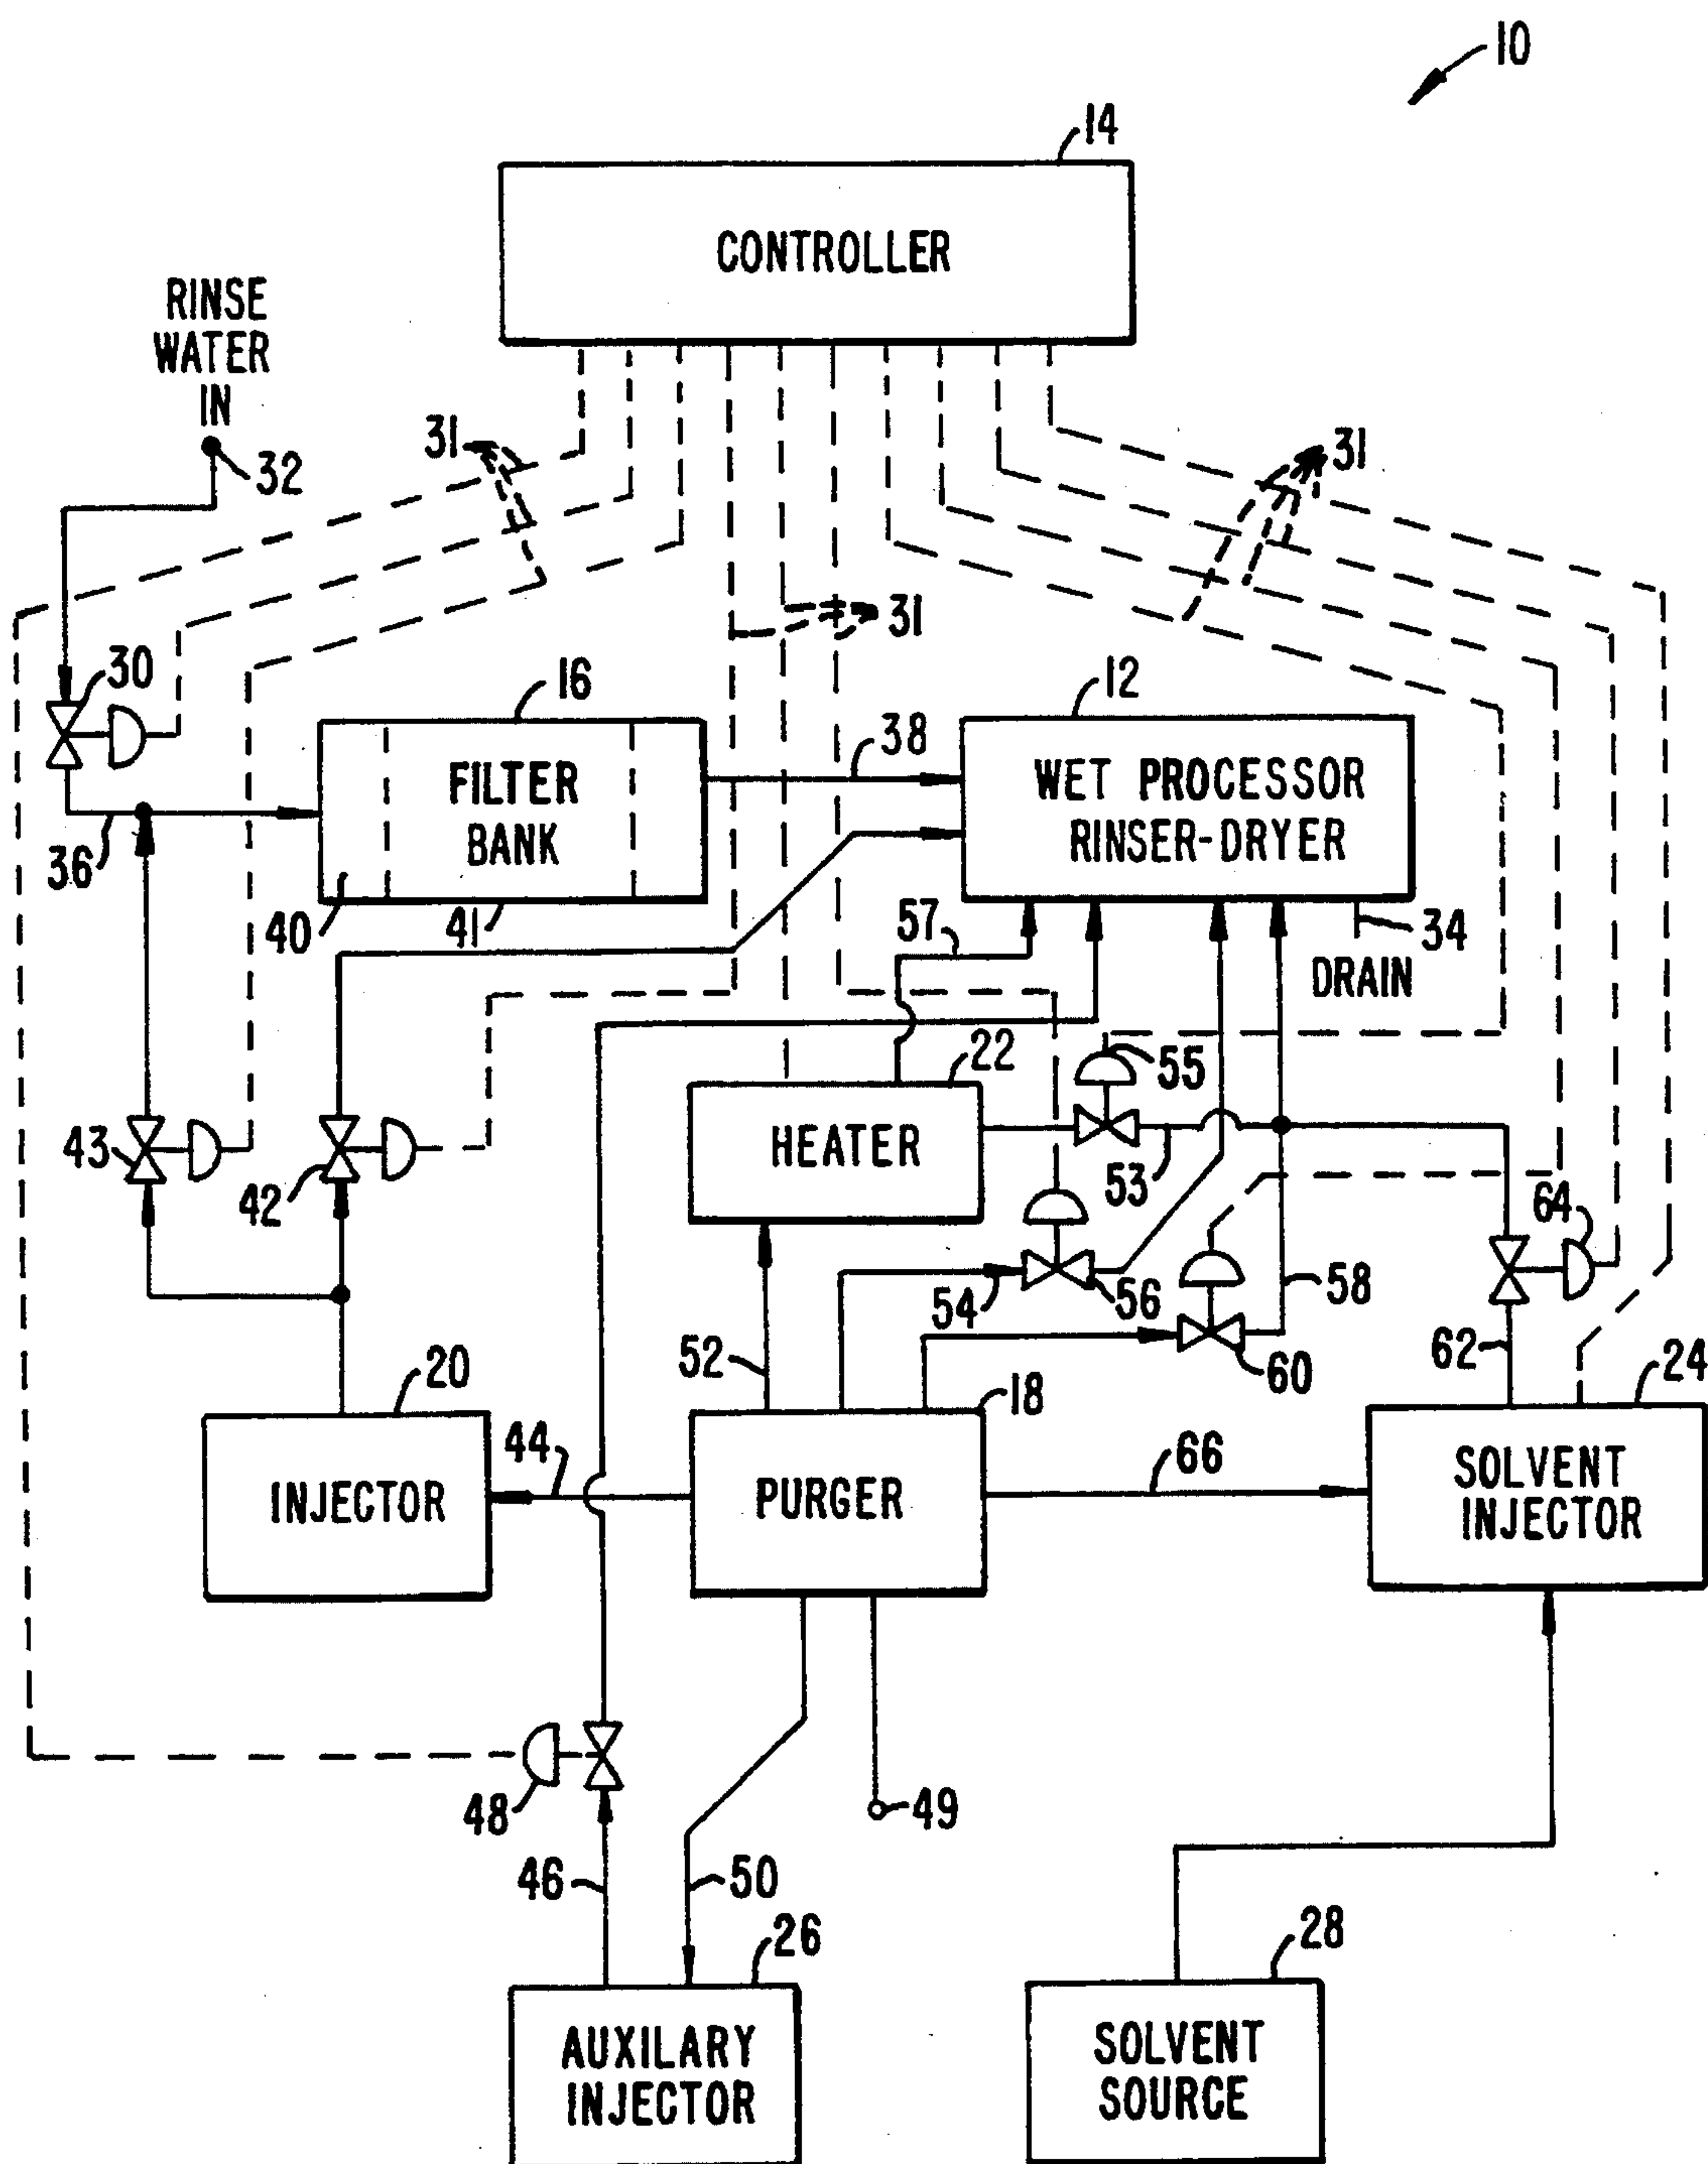 10
14
CONTROLLER
RINSE
WATER
IN
32
31
31
31
30
16
12
38
FILTER
BANK
WET PROCESSOR
RINSER-DRYER
36
40
41
57
34
DRAIN
22
55
HEATER
43
42
53
64
54
56
58
52
60
62
24
20
18
44
66
INJECTOR
PURGER
SOLVENT
INJECTOR
48
49
46
50
26
28
AUXILARY
INJECTOR
SOLVENT
SOURCE